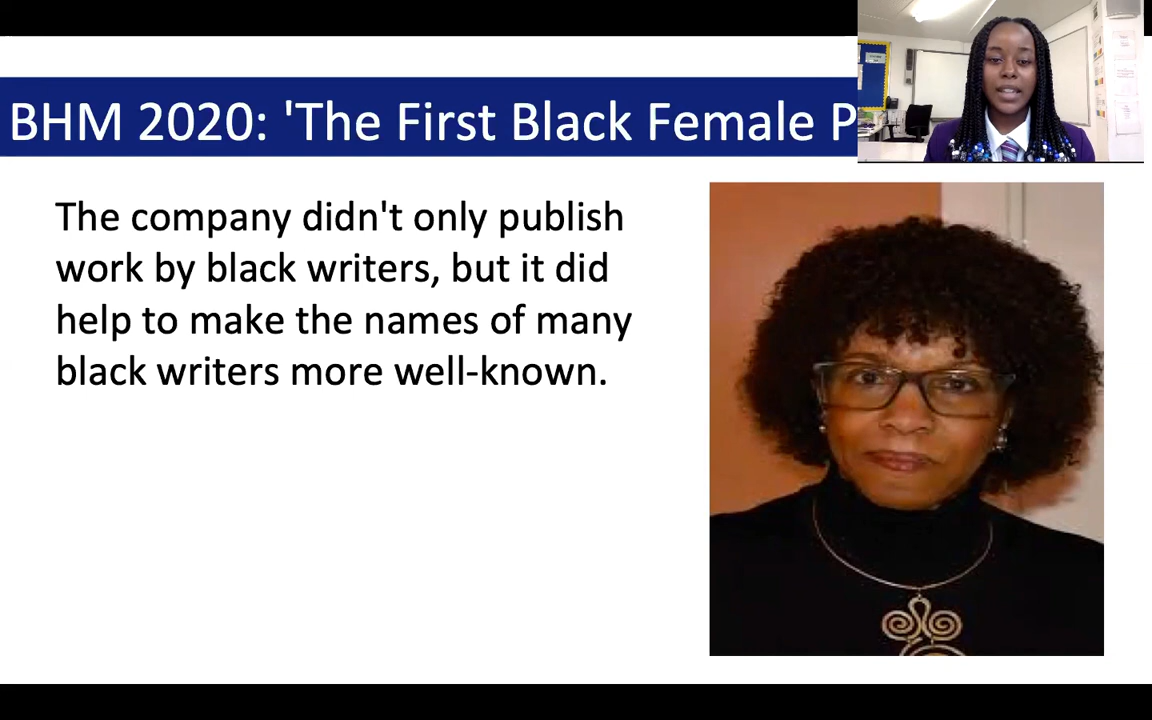 BHM 2020: 'The First Black Female P
The company didn't only publish
work by black writers, but it did
help to make the names of many
black writers more well-known.